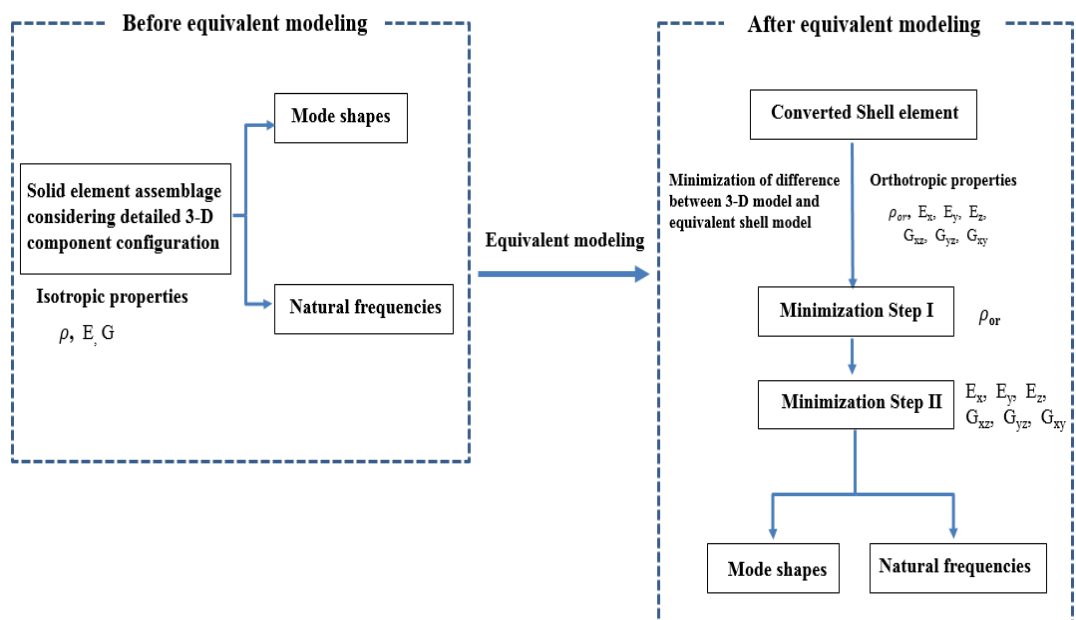 Before equivalent modeling
Mode shapes
Solid element assemblage
considering detailed 3-D
component configuration
Isotropic properties
ρ, E, G
Natural frequencies
Equivalent modeling
After equivalent modeling
Converted Shell element
Minimization of difference
between 3-D model and
equivalent shell model
Orthotropic properties
ρor, Ex, Ey, Ez,
Gxz, Gyz, Gxy
Minimization Step I
ρor
Minimization Step II
Ex, Ey, Ez,
Gxz, Gyz, Gxy
Mode shapes
Natural frequencies